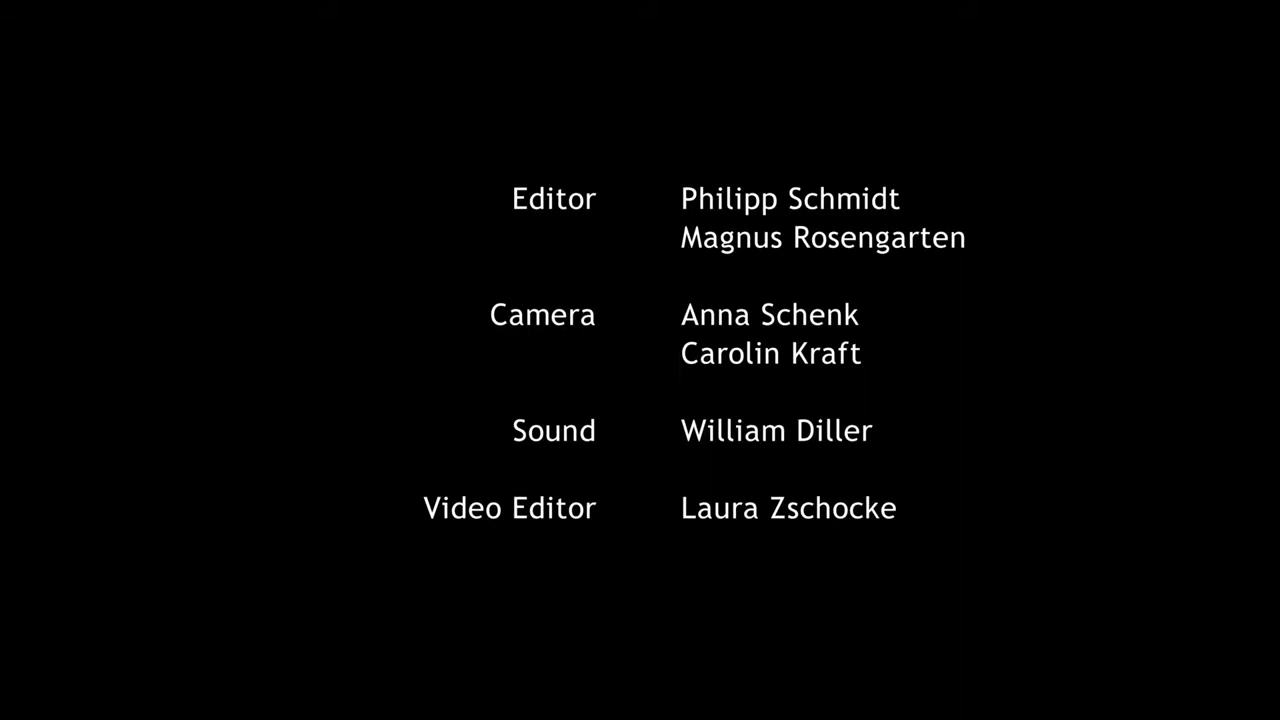 Editor Philipp Schmidt
Magnus Rosengarten
Camera Anna Schenk
Carolin Kraft
Sound William Diller
Video Editor Laura Zschocke